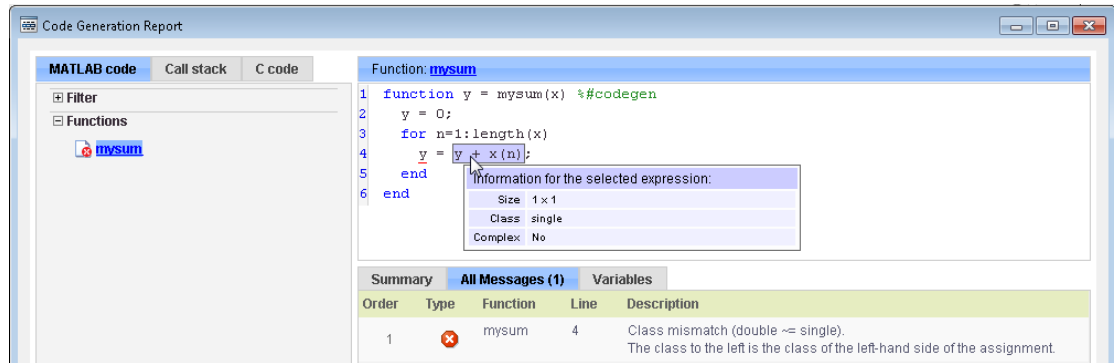 Code Generation Report
MATLAB code Call stack C code
Filter
Functions
mysum
Function: mysum
1 function y = mysum(x) %#codegen
2 y = 0;
3 for n=1:length(x)
4 y = y + x(n);
5 end
6 end
Information for the selected expression:
Size 1 × 1
Class single
Complex No
Summary All Messages (1) Variables
Order Type Function Line Description
1 mysum 4 Class mismatch (double ~= single).
The class to the left is the class of the left-hand side of the assignment.